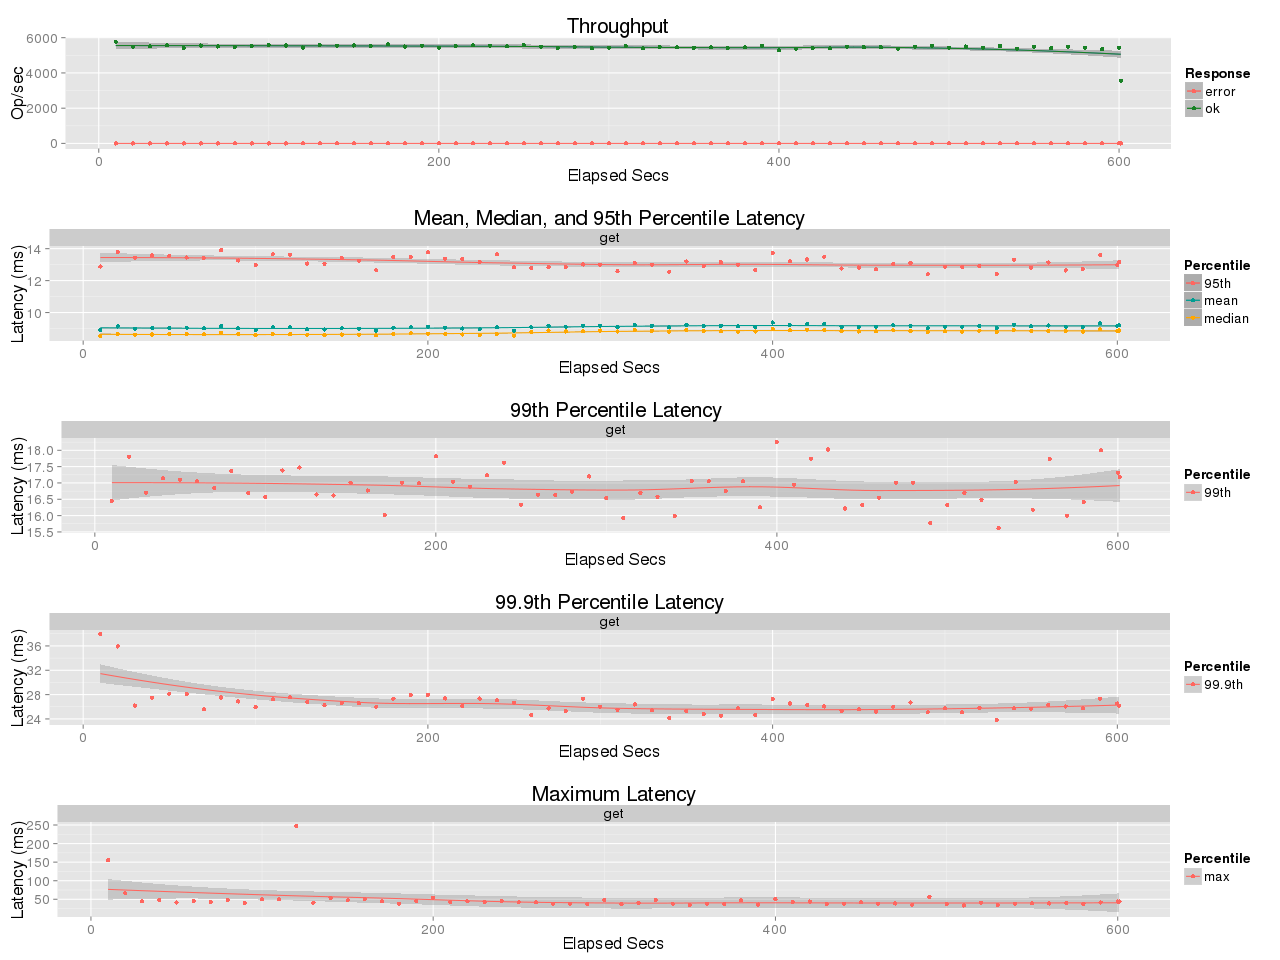 Throughput
6000
4000
2000
0
Op/sec
0 200 400 600
Elapsed Secs
Response
error
ok
Mean, Median, and 95th Percentile Latency
get
14
12
10
Latency (ms)
0 200 400 600
Elapsed Secs
Percentile
95th
mean
median
99th Percentile Latency
get
18.0
17.5
17.0
16.5
16.0
15.5
Latency (ms)
0 200 400 600
Elapsed Secs
Percentile
99th
99.9th Percentile Latency
get
36
32
28
24
Latency (ms)
0 200 400 600
Elapsed Secs
Percentile
99.9th
Maximum Latency
get
250
200
150
100
50
Latency (ms)
0 200 400 600
Elapsed Secs
Percentile
max